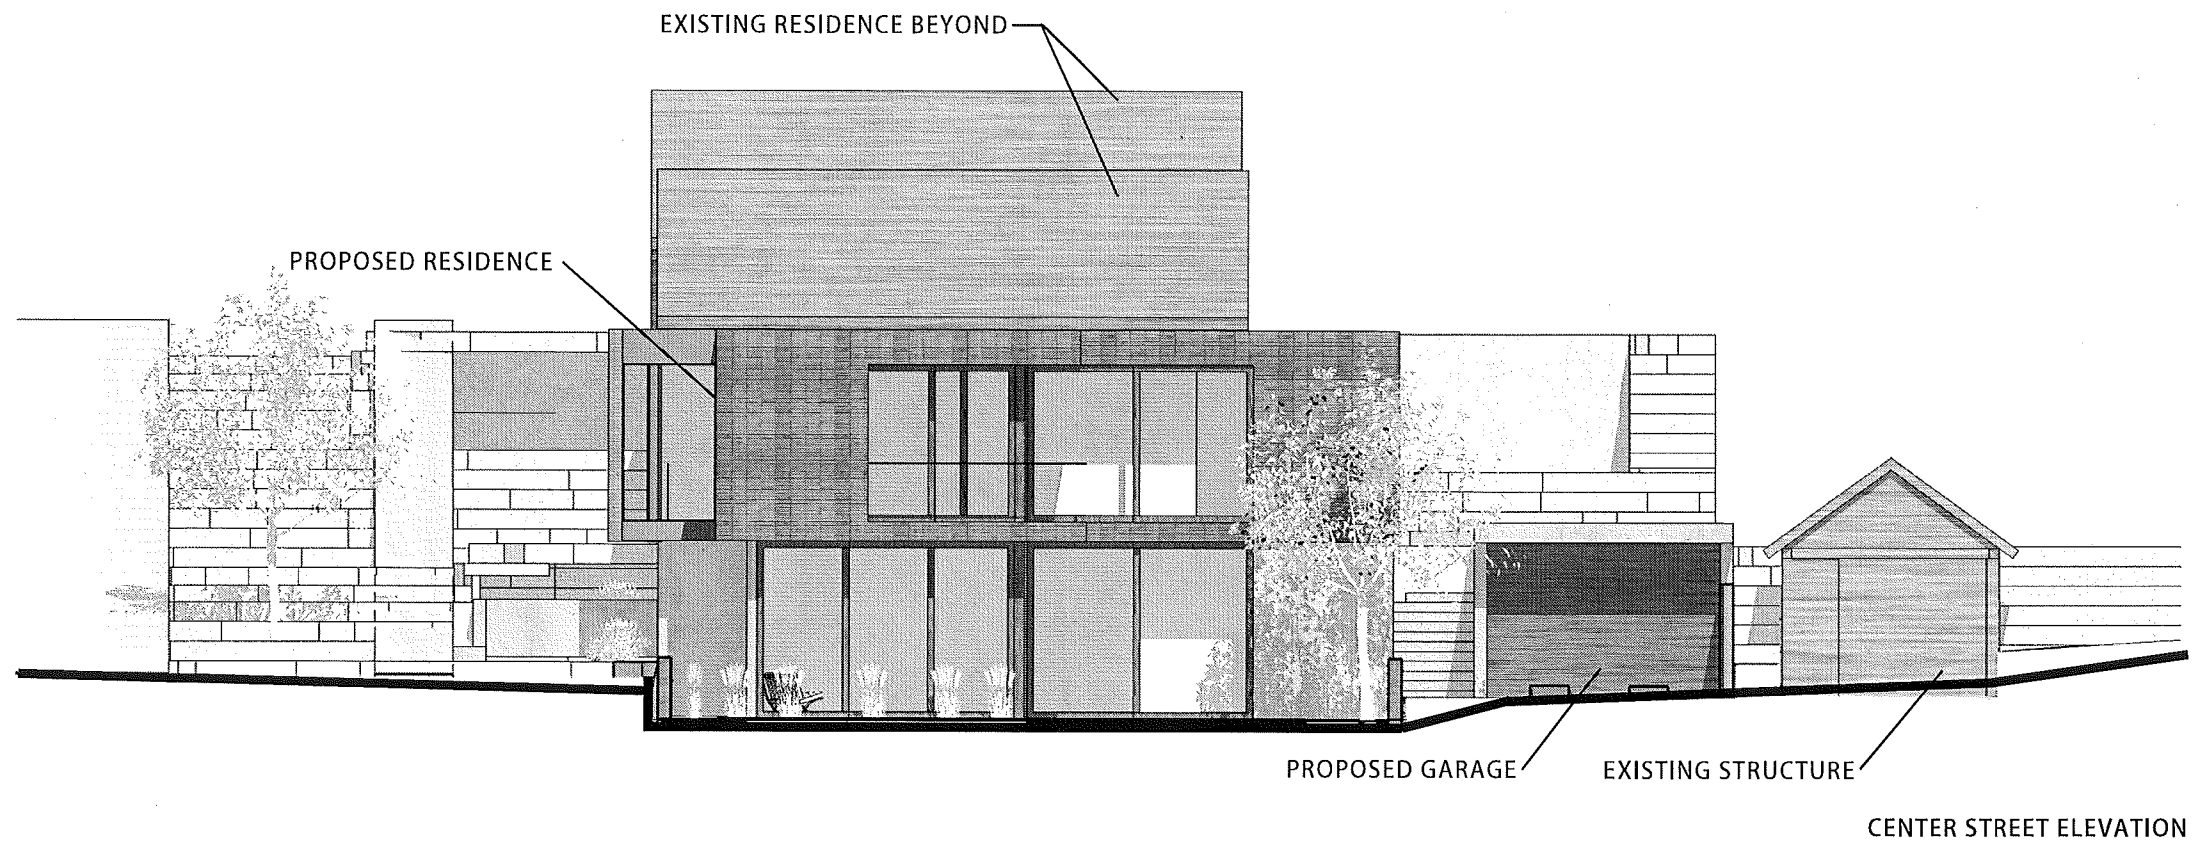 EXISTING RESIDENCE BEYOND
PROPOSED RESIDENCE
PROPOSED GARAGE
EXISTING STRUCTURE
CENTER STREET ELEVATION